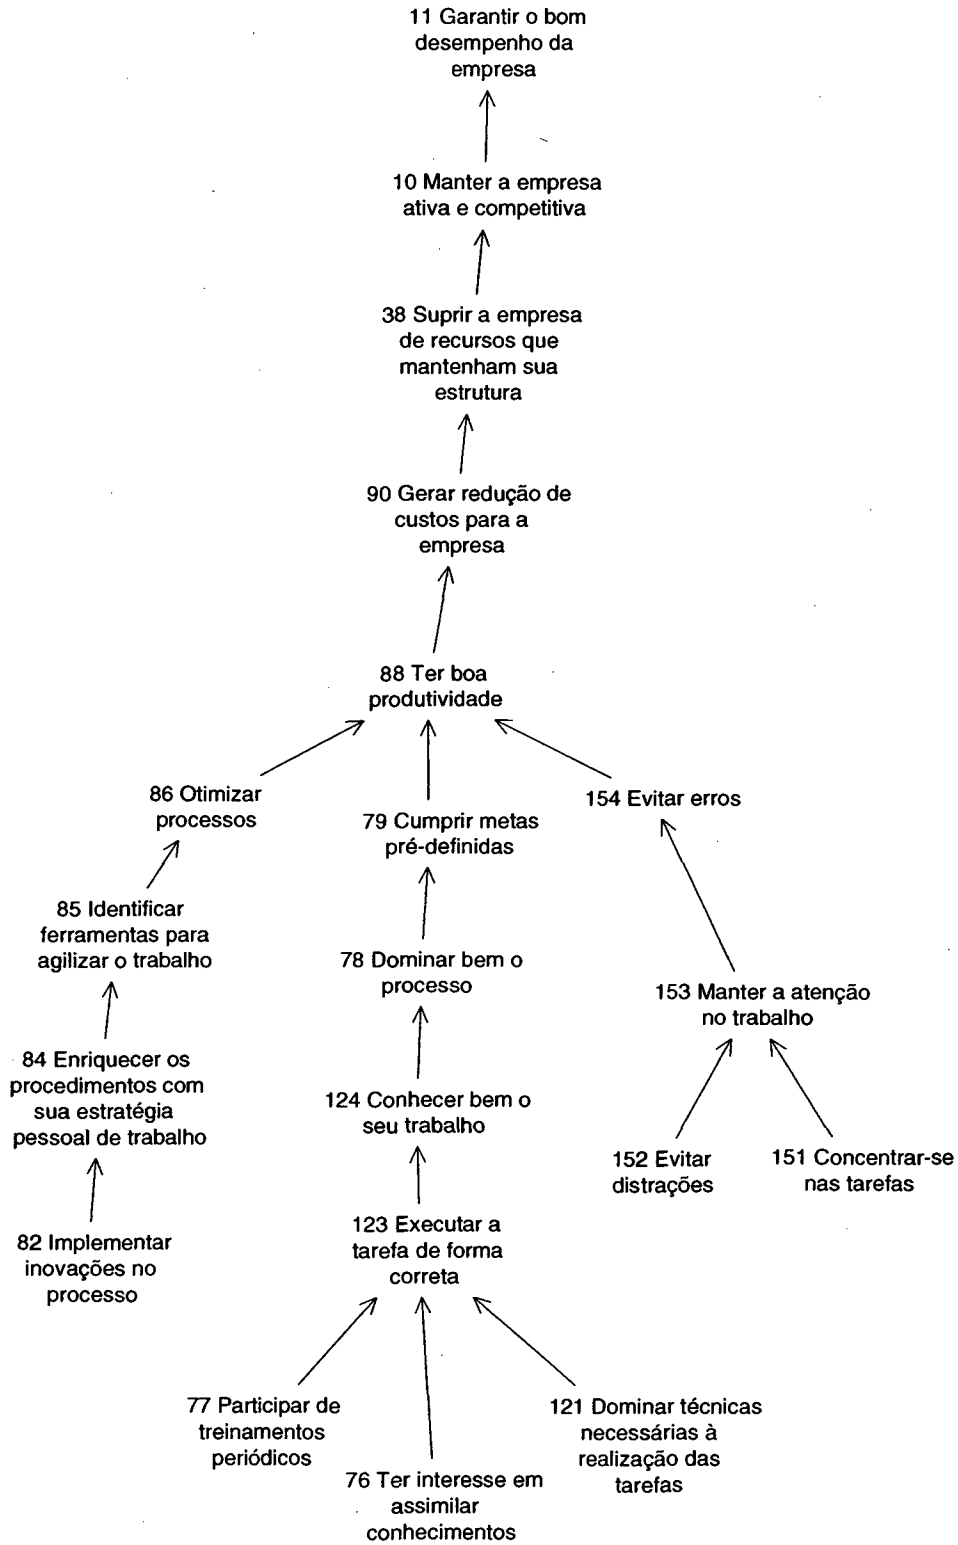 11 Garantir o bom
desempenho da
empresa
10 Manter a empresa
ativa e competitiva
38 Suprir a empresa
de recursos que
mantenham sua
estrutura
90 Gerar redução de
custos para a
empresa
88 Ter boa
produtividade
86 Otimizar
processos
79 Cumprir metas
pré-definidas
154 Evitar erros
85 Identificar
ferramentas para
agilizar o trabalho
78 Dominar bem o
processo
153 Manter a atenção
no trabalho
84 Enriquecer os
procedimentos com
sua estratégia
pessoal de trabalho
124 Conhecer bem o
seu trabalho
152 Evitar
distrações
151 Concentrar-se
nas tarefas
82 Implementar
inovações no
processo
123 Executar a
tarefa de forma
correta
77 Participar de
treinamentos
periódicos
76 Ter interesse em
assimilar
conhecimentos
121 Dominar técnicas
necessárias à
realização das
tarefas